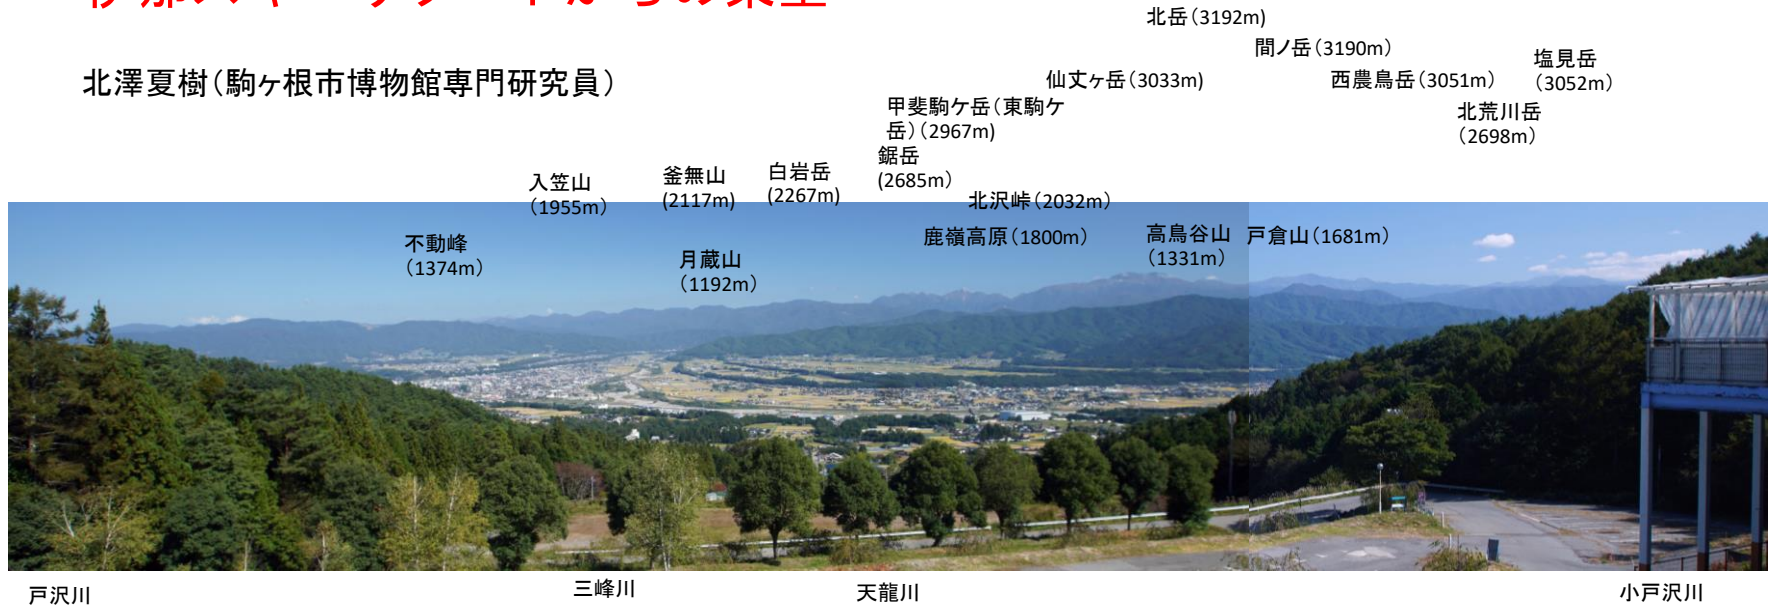 北岳（3192m)
間ノ岳（3190m）
塩見岳
（3052m）
北澤夏樹（駒ヶ根市博物館専門研究員）
仙丈ヶ岳（3033m)
西農鳥岳（3051m）
甲斐駒ケ岳（東駒ケ
岳）（2967m)
北荒川岳
（2698m）
鋸岳
(2685m）
入笠山
（1955m）
釜無山
(2117m)
白岩岳
(2267m)
北沢峠（2032m）
不動峰
（1374m）
月蔵山
（1192m）
鹿嶺高原（1800m）
高鳥谷山
（1331m）
戸倉山（1681m）
戸沢川
三峰川
天龍川
小戸沢川